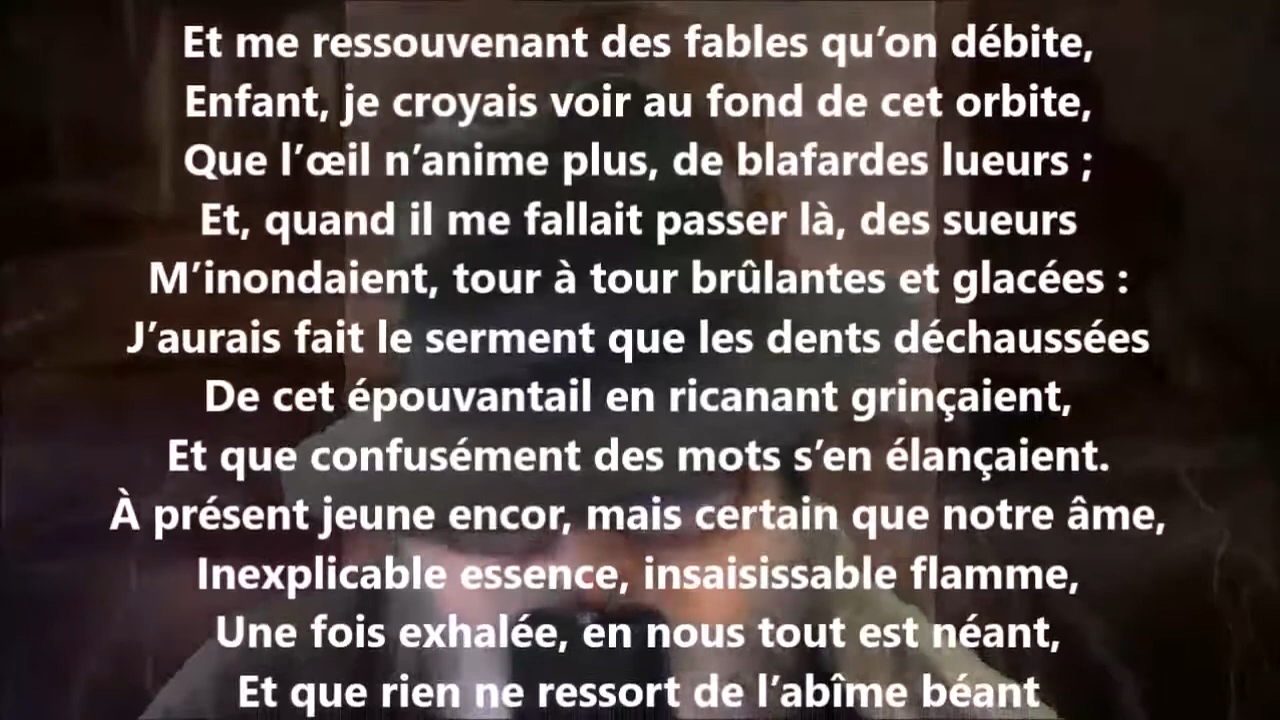 Et me ressouvenant des fables qu’on débite,
Enfant, je croyais voir au fond de cet orbite,
Que l’œil n’anime plus, de blafardes lueurs ;
Et, quand il me fallait passer là, des sueurs
M’inondaient, tour à tour brûlantes et glacées :
J’aurais fait le serment que les dents déchaussées
De cet épouvantail en ricanant grinçaient,
Et que confusément des mots s’en élançaient.
À présent jeune encor, mais certain que notre âme,
Inexplicable essence, insaisissable flamme,
Une fois exhalée, en nous tout est néant,
Et que rien ne ressort de l’abîme béant